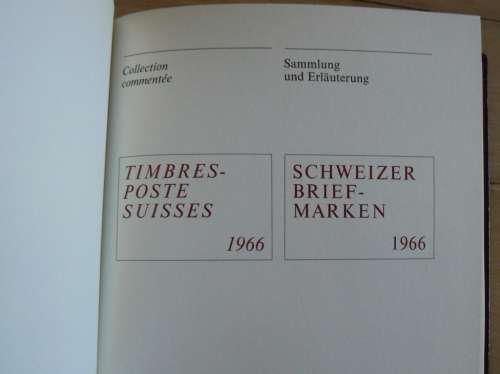 Collection
commentée
Sammlung
und Erläuterung
TIMBRES-
POSTE
SUISSES
1966
SCHWEIZER
BRIEF-
MARKEN
1966